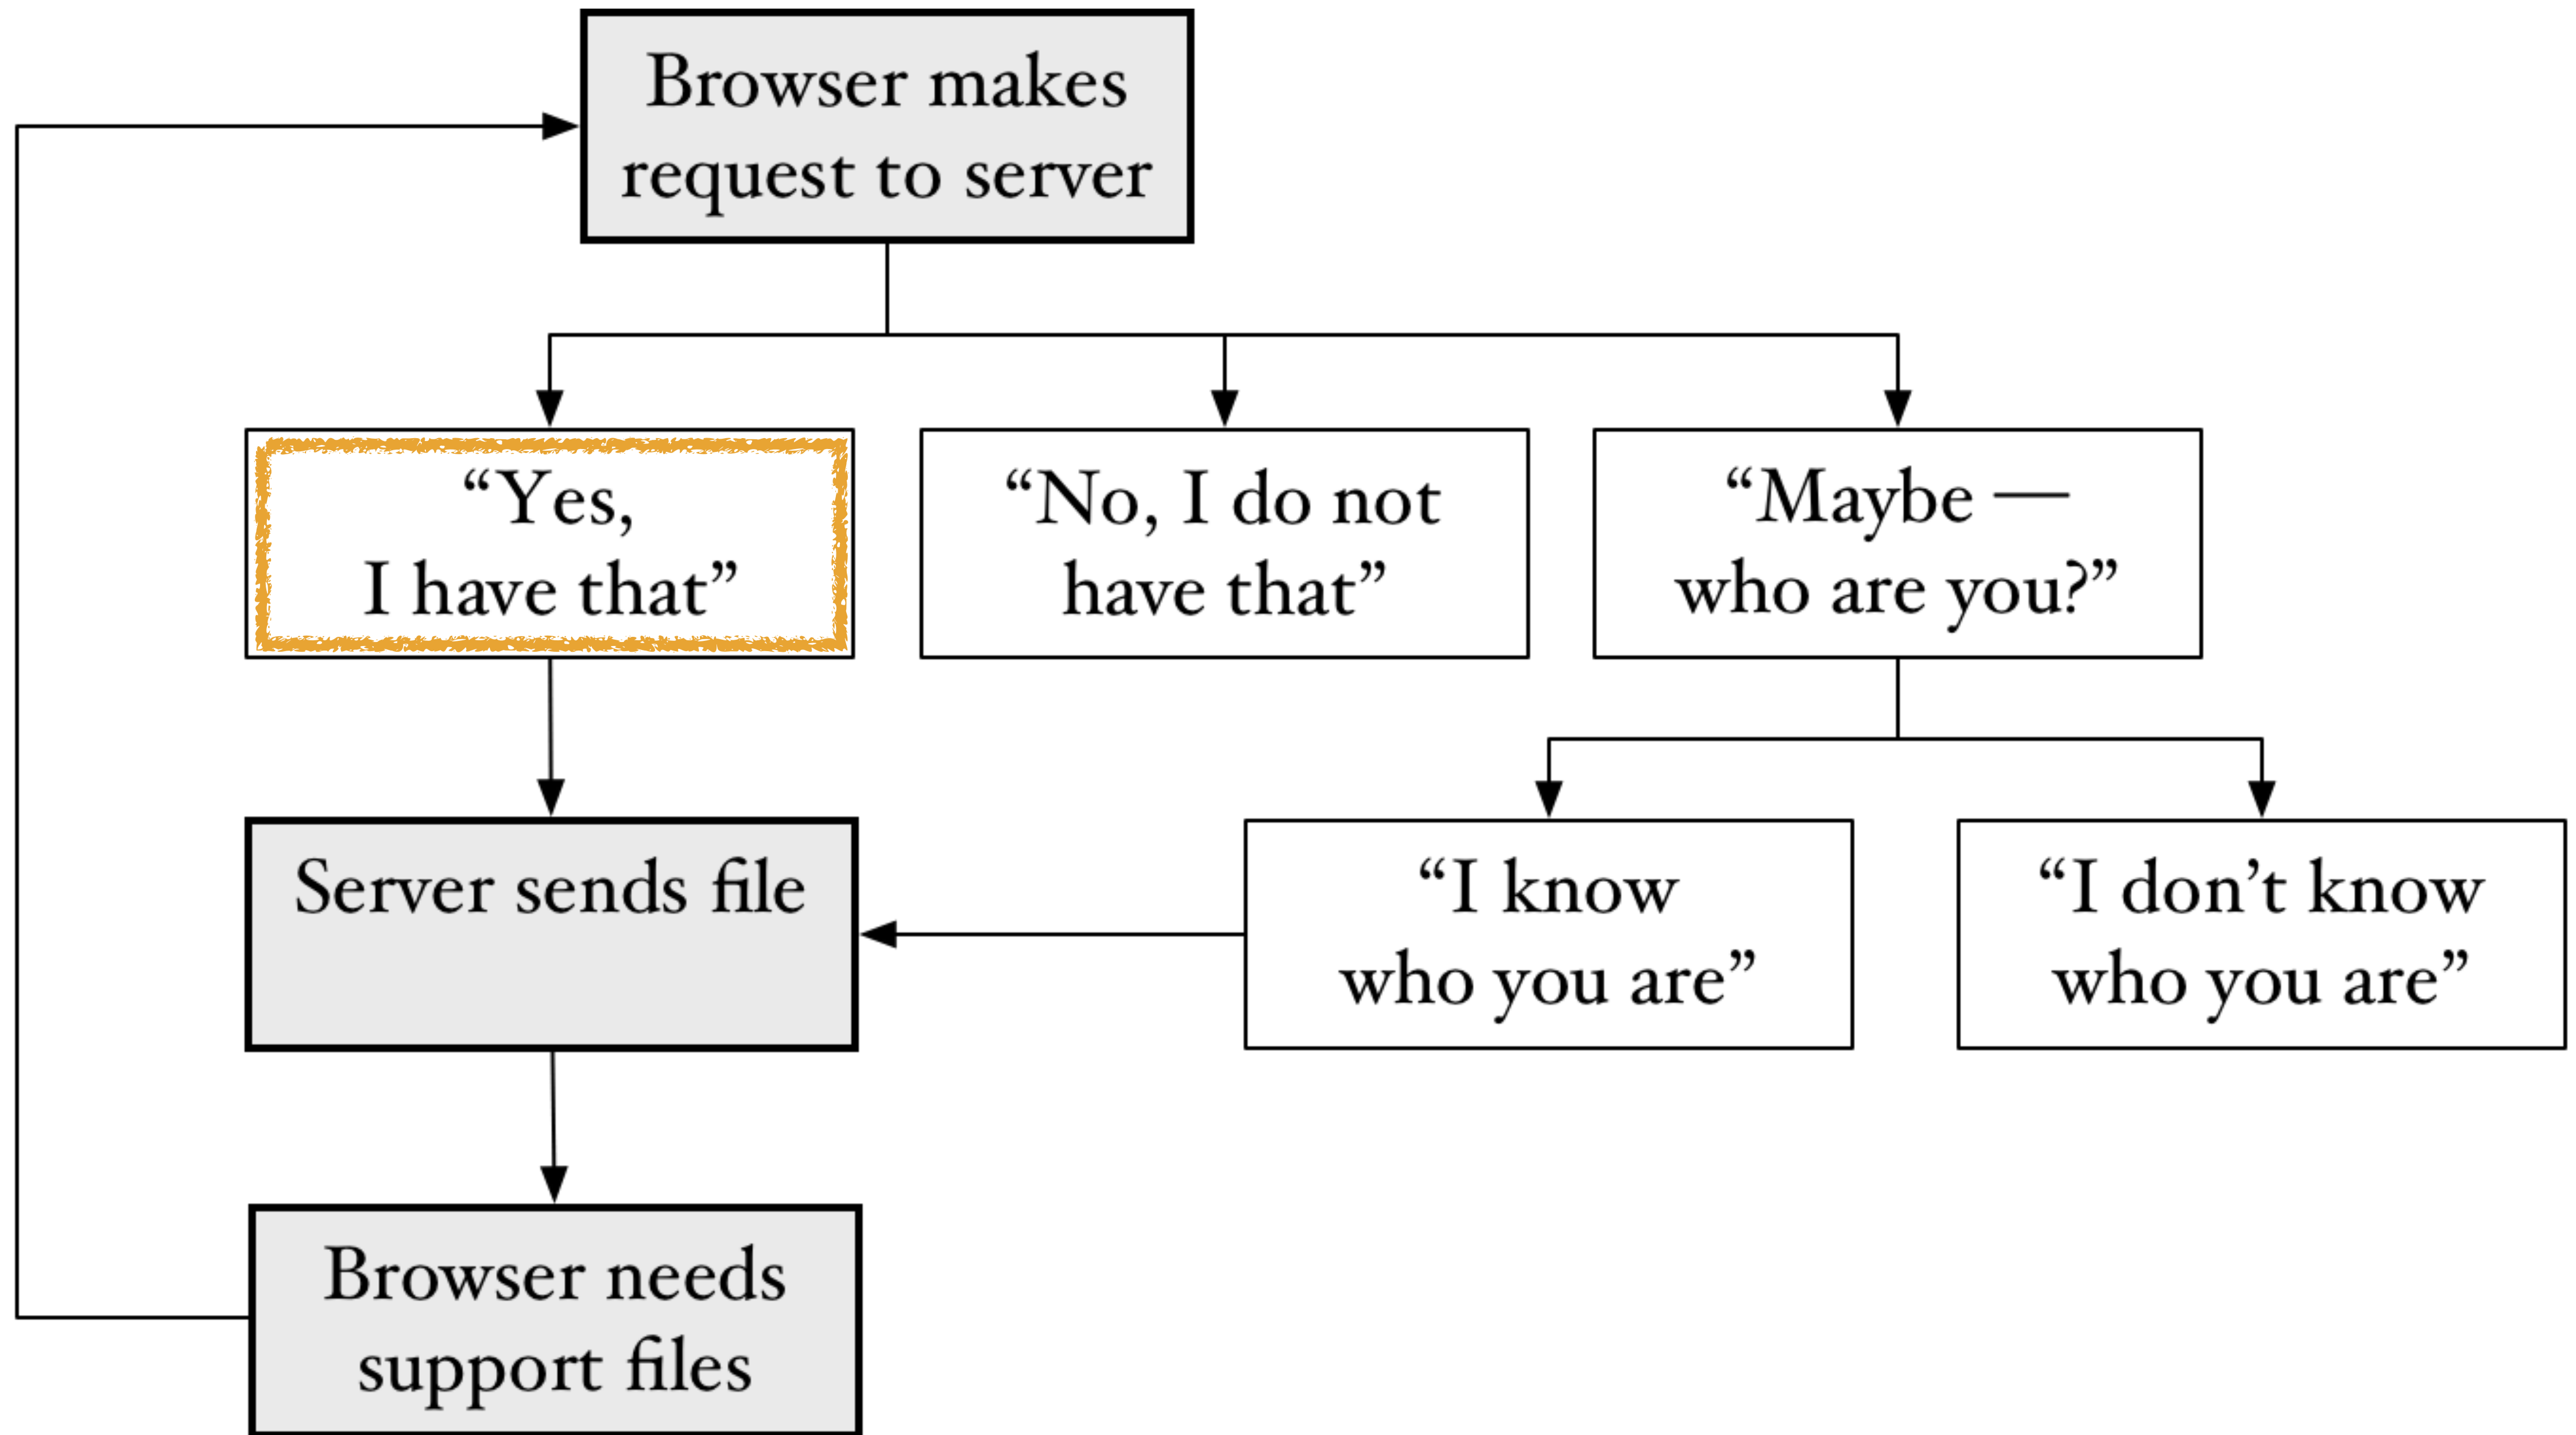 Browser makes
request to server
“Yes,
I have that”
“No, I do not
have that”
“Maybe —
who are you?”
Server sends file
“I know
who you are”
“I don’t know
who you are”
Browser needs
support files